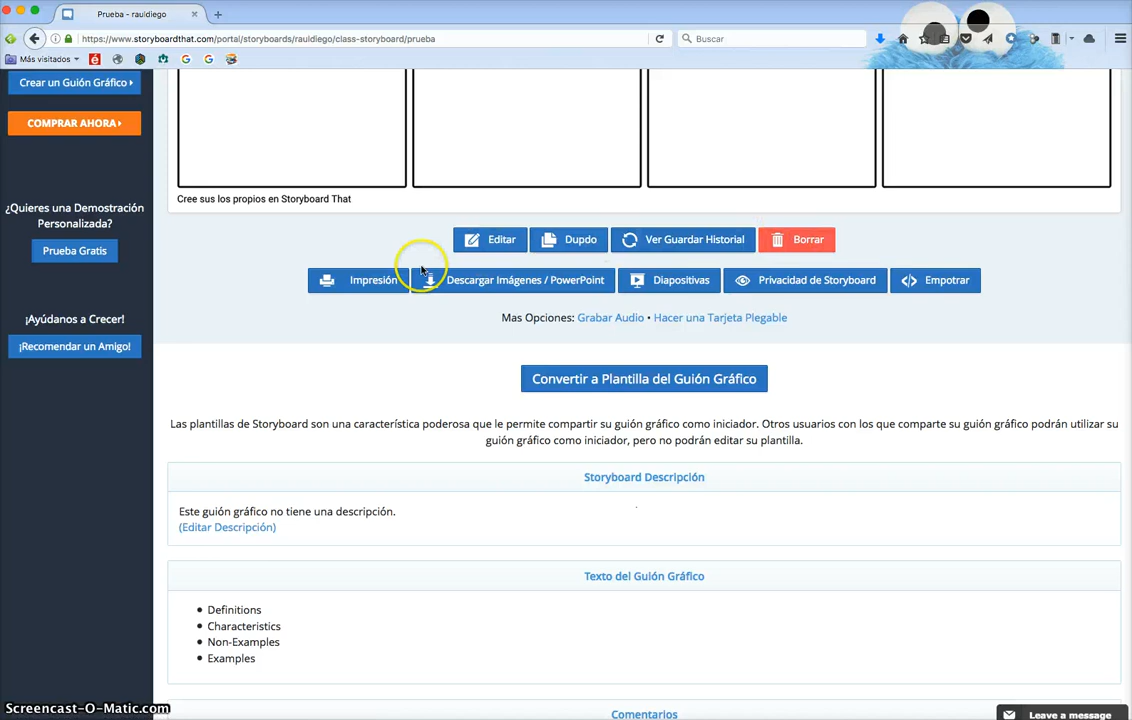 Prueba - rauldiego
https://www.storyboardthat.com/portal/storyboards/rauldiego/class-storyboard/prueba
Buscar
Más visitados
Crear un Guión Gráfico
COMPRAR AHORA
¿Quieres una Demostración
Personalizada?
Prueba Gratis
¡Ayúdanos a Crecer!
¡Recomendar un Amigo!
Cree sus los propios en Storyboard That
Editar
Dupdo
Ver Guardar Historial
Borrar
Impresión
Descargar Imágenes / PowerPoint
Diapositivas
Privacidad de Storyboard
Empotrar
Mas Opciones: Grabar Audio • Hacer una Tarjeta Plegable
Convertir a Plantilla del Guión Gráfico
Las plantillas de Storyboard son una característica poderosa que le permite compartir su guión gráfico como iniciador. Otros usuarios con los que comparte su guión gráfico podrán utilizar su
guión gráfico como iniciador, pero no podrán editar su plantilla.
Storyboard Descripción
Este guión gráfico no tiene una descripción.
(Editar Descripción)
Texto del Guión Gráfico
• Definitions
• Characteristics
• Non-Examples
• Examples
Comentarios
Screencast-O-Matic.com
Leave a message